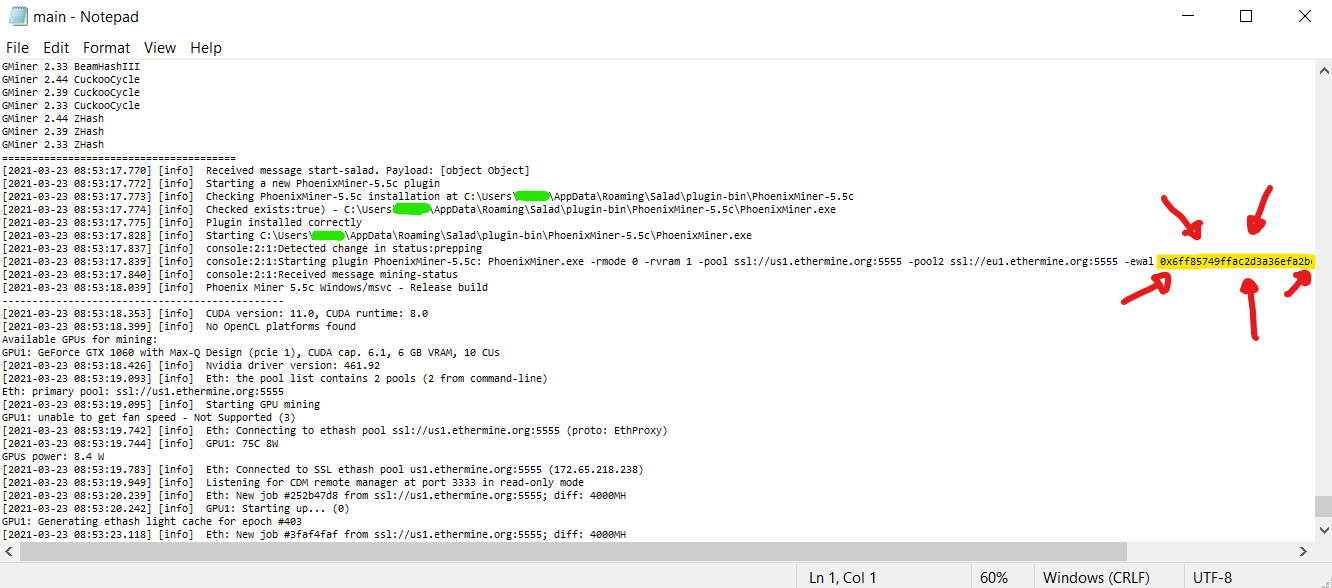 main - Notepad
File Edit Format View Help
GMiner 2.33 BeamHashIII
GMiner 2.44 CuckooCycle
GMiner 2.39 CuckooCycle
GMiner 2.33 CuckooCycle
GMiner 2.44 ZHash
GMiner 2.39 ZHash
GMiner 2.33 ZHash
=======================================
[2021-03-23 08:53:17.770] [info]  Received message start-salad. Payload: [object Object]
[2021-03-23 08:53:17.772] [info]  Starting a new PhoenixMiner-5.5c plugin
[2021-03-23 08:53:17.773] [info]  Checking PhoenixMiner-5.5c installation at C:\Users\ \AppData\Roaming\Salad\plugin-bin\PhoenixMiner-5.5c
[2021-03-23 08:53:17.774] [info]  Checked exists:true) - C:\Users\ \AppData\Roaming\Salad\plugin-bin\PhoenixMiner-5.5c\PhoenixMiner.exe
[2021-03-23 08:53:17.775] [info]  Plugin installed correctly
[2021-03-23 08:53:17.828] [info]  Starting C:\Users\ \AppData\Roaming\Salad\plugin-bin\PhoenixMiner-5.5c\PhoenixMiner.exe
[2021-03-23 08:53:17.837] [info]  console:2:1:Detected change in status:prepping
[2021-03-23 08:53:17.839] [info]  console:2:1:Starting plugin PhoenixMiner-5.5c: PhoenixMiner.exe -rmode 0 -rvram 1 -pool ssl://us1.ethermine.org:5555 -pool2 ssl://eu1.ethermine.org:5555 -ewal 0x6ff85749ffac2d3a36efa2b
[2021-03-23 08:53:17.840] [info]  console:2:1:Received message mining-status
[2021-03-23 08:53:18.039] [info]  Phoenix Miner 5.5c Windows/msvc - Release build
-----------------------------------------------
[2021-03-23 08:53:18.353] [info]  CUDA version: 11.0, CUDA runtime: 8.0
[2021-03-23 08:53:18.399] [info]  No OpenCL platforms found
Available GPUs for mining:
GPU1: GeForce GTX 1060 with Max-Q Design (pcie 1), CUDA cap. 6.1, 6 GB VRAM, 10 CUs
[2021-03-23 08:53:18.426] [info]  Nvidia driver version: 461.92
[2021-03-23 08:53:19.093] [info]  Eth: the pool list contains 2 pools (2 from command-line)
Eth: primary pool: ssl://us1.ethermine.org:5555
[2021-03-23 08:53:19.095] [info]  Starting GPU mining
GPU1: unable to get fan speed - Not Supported (3)
[2021-03-23 08:53:19.742] [info]  Eth: Connecting to ethash pool ssl://us1.ethermine.org:5555 (proto: EthProxy)
[2021-03-23 08:53:19.744] [info]  GPU1: 75C 8W
GPUs power: 8.4 W
[2021-03-23 08:53:19.783] [info]  Eth: Connected to SSL ethash pool us1.ethermine.org:5555 (172.65.218.238)
[2021-03-23 08:53:19.949] [info]  Listening for CDM remote manager at port 3333 in read-only mode
[2021-03-23 08:53:20.239] [info]  Eth: New job #252b47d8 from ssl://us1.ethermine.org:5555; diff: 4000MH
[2021-03-23 08:53:20.242] [info]  GPU1: Starting up... (0)
GPU1: Generating ethash light cache for epoch #403
[2021-03-23 08:53:23.118] [info]  Eth: New job #3faf4faf from ssl://us1.ethermine.org:5555; diff: 4000MH
Ln 1, Col 1 60% Windows (CRLF) UTF-8